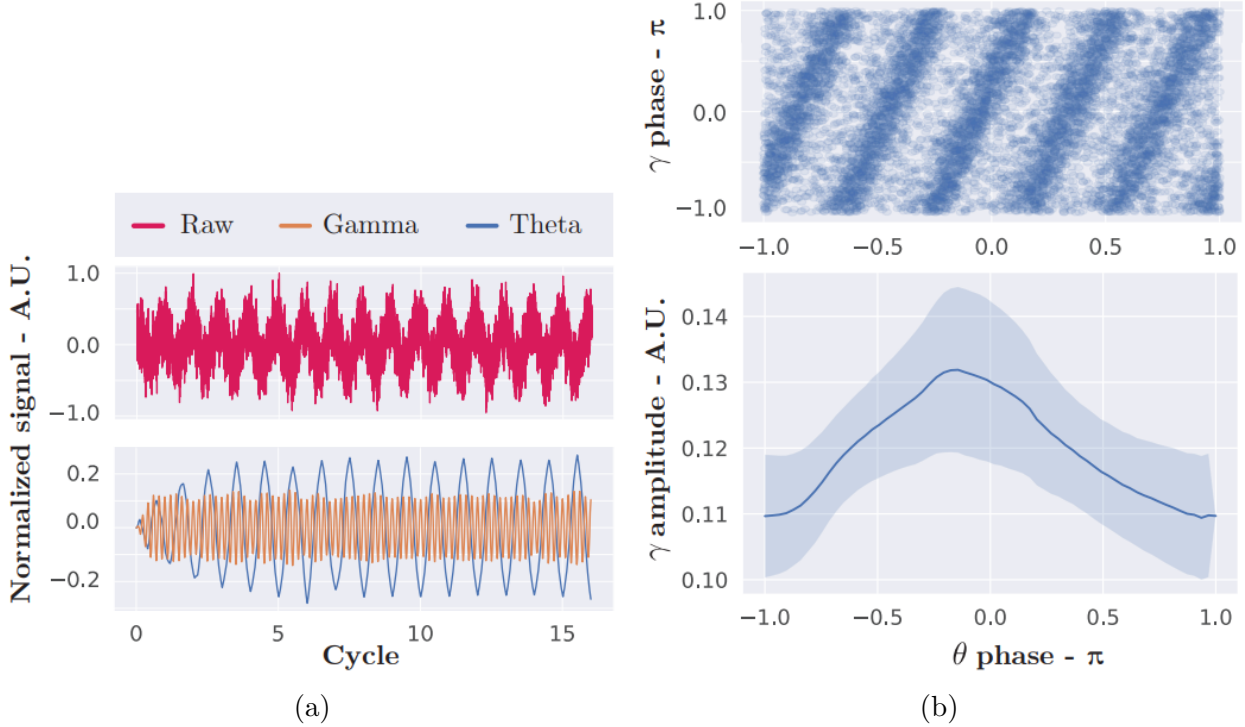 Raw Gamma Theta
Normalized signal - A.U.
1.0
0.0
−1.0
0.2
0.0
−0.2
0 5 10 15
Cycle
(a)
γ phase - π
1.0
0.0
−1.0
−1.0 −0.5 0.0 0.5 1.0
γ amplitude - A.U.
0.14
0.13
0.12
0.11
0.10
−1.0 −0.5 0.0 0.5 1.0
θ phase - π
(b)